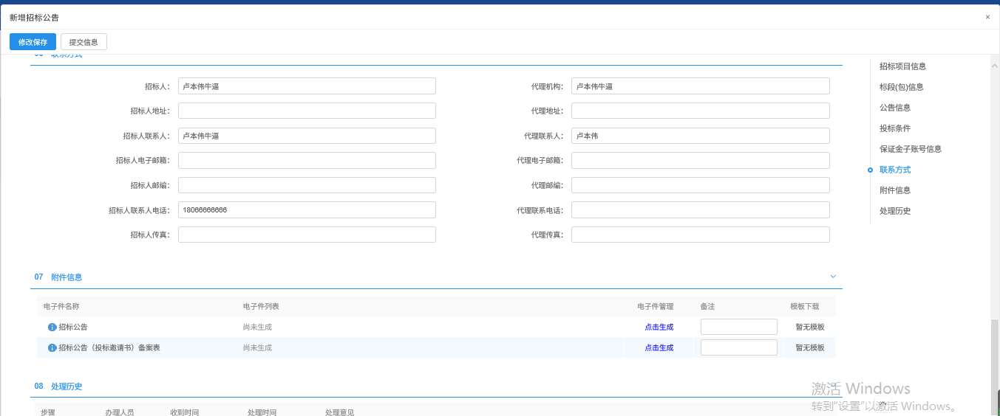 新增招标公告 ×
修改保存 提交信息
联系方式
招标人： 卢本伟牛逼 代理机构： 卢本伟牛逼
招标人地址： 代理地址：
招标人联系人： 卢本伟牛逼 代理联系人： 卢本伟
招标人电子邮箱： 代理电子邮箱：
招标人邮编： 代理邮编：
招标人联系人电话： 18066666666 代理联系电话：
招标人传真： 代理传真：
招标项目信息
标段(包)信息
公告信息
投标条件
保证金子账号信息
联系方式
附件信息
处理历史
07 附件信息
电子件名称 电子件列表 电子件管理 备注 模板下载
招标公告 尚未生成 点击生成 暂无模板
招标公告（投标邀请书）备案表 尚未生成 点击生成 暂无模板
08 处理历史
步骤 办理人员 收到时间 处理时间 处理意见
激活 Windows
转到“设置”以激活 Windows。